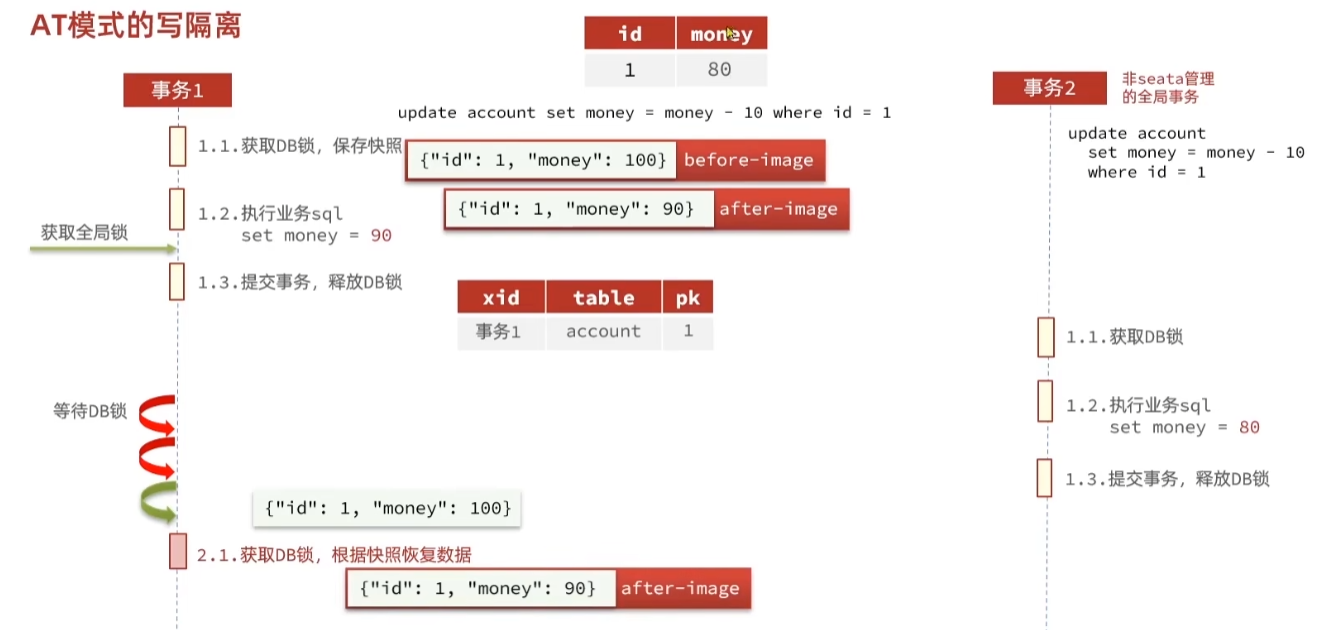 AT模式的写隔离
id money
1 80
事务1
事务2
非seata管理
的全局事务
update account set money = money - 10 where id = 1
update account
set money = money - 10
where id = 1
1.1.获取DB锁，保存快照
{"id": 1, "money": 100} before-image
1.2.执行业务sql
set money = 90
{"id": 1, "money": 90} after-image
获取全局锁
1.3.提交事务，释放DB锁
xid table pk
事务1 account 1
1.1.获取DB锁
等待DB锁
1.2.执行业务sql
set money = 80
1.3.提交事务，释放DB锁
{"id": 1, "money": 100}
2.1.获取DB锁，根据快照恢复数据
{"id": 1, "money": 90} after-image